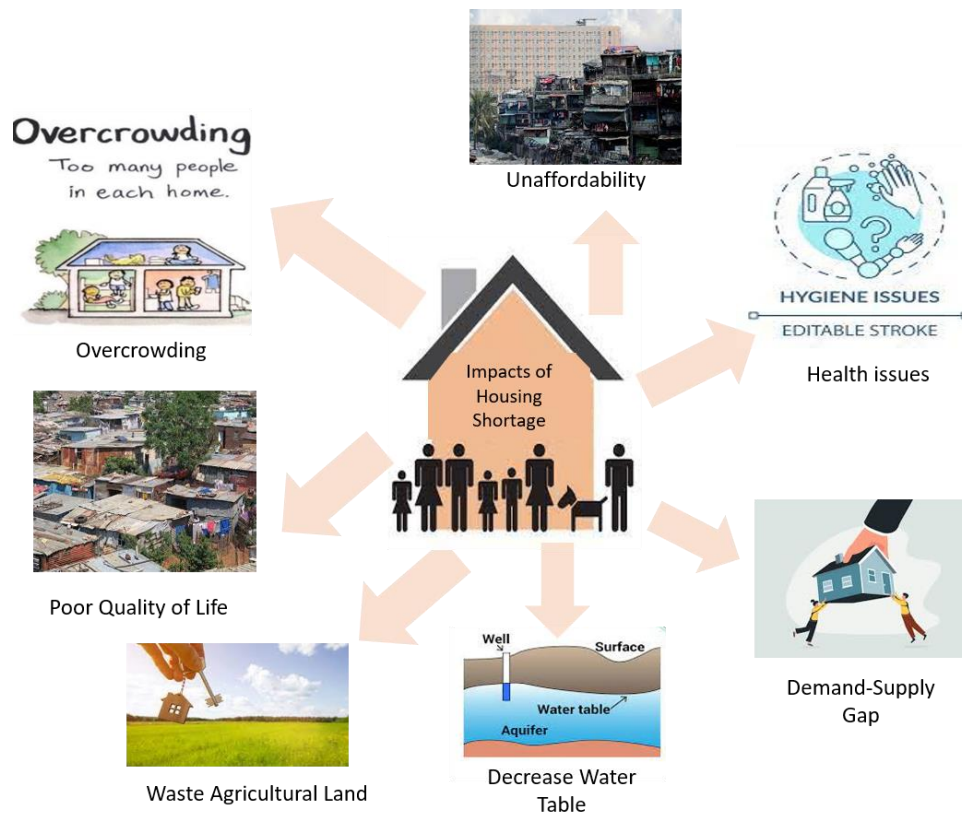 Unaffordability
Overcrowding
Too many people
in each home.
Overcrowding
HYGIENE ISSUES
EDITABLE STROKE
Health issues
Impacts of
Housing
Shortage
Poor Quality of Life
Waste Agricultural Land
Well
Surface
Water table
Aquifer
Decrease Water
Table
Demand-Supply
Gap